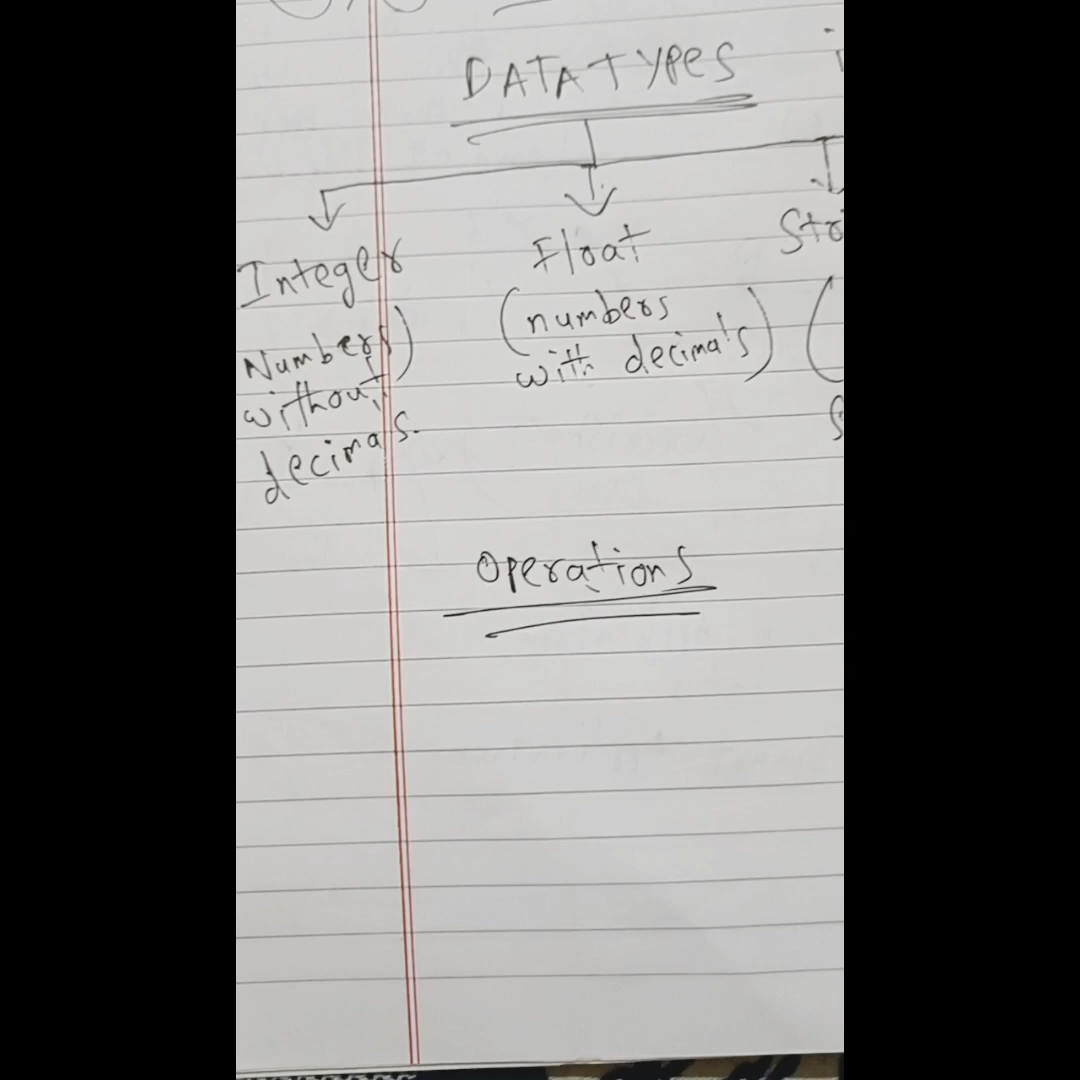 DATATYPES
Integer Float
Numbers)
without
decimals.
(numbers
with decimals)
Operations